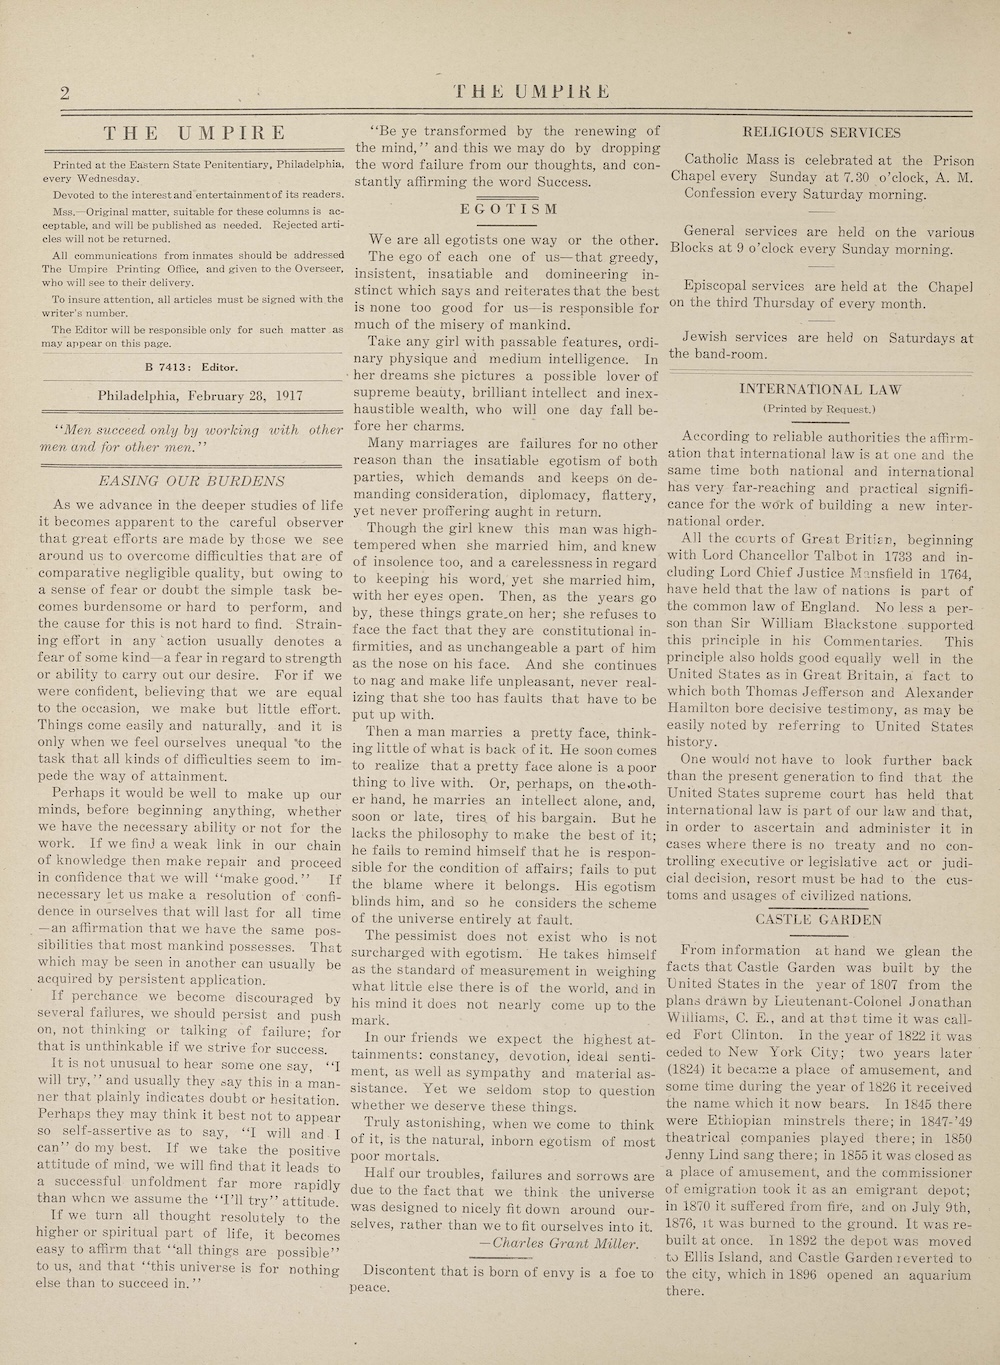 2
THE UMPIRE
THE UMPIRE
Printed at the Eastern State Penitentiary, Philadelphia,
every Wednesday.
Devoted to the interest and entertainment of its readers.
Mss.—Original matter, suitable for these columns is ac-
ceptable, and will be published as needed. Rejected arti-
cles will not be returned.
All communications from inmates should be addressed
The Umpire Printing Office, and given to the Overseer,
who will see to their delivery.
To insure attention, all articles must be signed with the
writer's number.
The Editor will be responsible only for such matter as
may appear on this page.
B 7413: Editor.
Philadelphia, February 28, 1917
"Men succeed only by working with other
men and for other men."
EASING OUR BURDENS
As we advance in the deeper studies of life
it becomes apparent to the careful observer
that great efforts are made by those we see
around us to overcome difficulties that are of
comparative negligible quality, but owing to
a sense of fear or doubt the simple task be-
comes burdensome or hard to perform, and
the cause for this is not hard to find. Strain-
ing effort in any action usually denotes a
fear of some kind—a fear in regard to strength
or ability to carry out our desire. For if we
were confident, believing that we are equal
to the occasion, we make but little effort.
Things come easily and naturally, and it is
only when we feel ourselves unequal to the
task that all kinds of difficulties seem to im-
pede the way of attainment.
Perhaps it would be well to make up our
minds, before beginning anything, whether
we have the necessary ability or not for the
work. If we find a weak link in our chain
of knowledge then make repair and proceed
in confidence that we will "make good." If
necessary let us make a resolution of confi-
dence in ourselves that will last for all time
—an affirmation that we have the same pos-
sibilities that most mankind possesses. That
which may be seen in another can usually be
acquired by persistent application.
If perchance we become discouraged by
several failures, we should persist and push
on, not thinking or talking of failure; for
that is unthinkable if we strive for success.
It is not unusual to hear some one say, "I
will try," and usually they say this in a man-
ner that plainly indicates doubt or hesitation.
Perhaps they may think it best not to appear
so self-assertive as to say, "I will and I
can" do my best. If we take the positive
attitude of mind, we will find that it leads to
a successful unfoldment far more rapidly
than when we assume the "I'll try" attitude.
If we turn all thought resolutely to the
higher or spiritual part of life, it becomes
easy to affirm that "all things are possible"
to us, and that "this universe is for nothing
else than to succeed in."
"Be ye transformed by the renewing of
the mind," and this we may do by dropping
the word failure from our thoughts, and con-
stantly affirming the word Success.
EGOTISM
We are all egotists one way or the other.
The ego of each one of us—that greedy,
insistent, insatiable and domineering in-
stinct which says and reiterates that the best
is none too good for us—is responsible for
much of the misery of mankind.
Take any girl with passable features, ordi-
nary physique and medium intelligence. In
her dreams she pictures a possible lover of
supreme beauty, brilliant intellect and inex-
haustible wealth, who will one day fall be-
fore her charms.
Many marriages are failures for no other
reason than the insatiable egotism of both
parties, which demands and keeps on de-
manding consideration, diplomacy, flattery,
yet never proffering aught in return.
Though the girl knew this man was high-
tempered when she married him, and knew
of insolence too, and a carelessness in regard
to keeping his word, yet she married him,
with her eyes open. Then, as the years go
by, these things grate on her; she refuses to
face the fact that they are constitutional in-
firmities, and as unchangeable a part of him
as the nose on his face. And she continues
to nag and make life unpleasant, never real-
izing that she too has faults that have to be
put up with.
Then a man marries a pretty face, think-
ing little of what is back of it. He soon comes
to realize that a pretty face alone is a poor
thing to live with. Or, perhaps, on the oth-
er hand, he marries an intellect alone, and,
soon or late, tires of his bargain. But he
lacks the philosophy to make the best of it;
he fails to remind himself that he is respon-
sible for the condition of affairs; fails to put
the blame where it belongs. His egotism
blinds him, and so he considers the scheme
of the universe entirely at fault.
The pessimist does not exist who is not
surcharged with egotism. He takes himself
as the standard of measurement in weighing
what little else there is of the world, and in
his mind it does not nearly come up to the
mark.
In our friends we expect the highest at-
tainments: constancy, devotion, ideal senti-
ment, as well as sympathy and material as-
sistance. Yet we seldom stop to question
whether we deserve these things.
Truly astonishing, when we come to think
of it, is the natural, inborn egotism of most
poor mortals.
Half our troubles, failures and sorrows are
due to the fact that we think the universe
was designed to nicely fit down around our-
selves, rather than we to fit ourselves into it.
—Charles Grant Miller.
Discontent that is born of envy is a foe to
peace.
RELIGIOUS SERVICES
Catholic Mass is celebrated at the Prison
Chapel every Sunday at 7.30 o'clock, A. M.
Confession every Saturday morning.
General services are held on the various
Blocks at 9 o'clock every Sunday morning.
Episcopal services are held at the Chapel
on the third Thursday of every month.
Jewish services are held on Saturdays at
the band-room.
INTERNATIONAL LAW
(Printed by Request.)
According to reliable authorities the affirm-
ation that international law is at one and the
same time both national and international
has very far-reaching and practical signifi-
cance for the work of building a new inter-
national order.
All the courts of Great Britian, beginning
with Lord Chancellor Talbot in 1733 and in-
cluding Lord Chief Justice Mansfield in 1764,
have held that the law of nations is part of
the common law of England. No less a per-
son than Sir William Blackstone supported
this principle in his Commentaries. This
principle also holds good equally well in the
United States as in Great Britain, a fact to
which both Thomas Jefferson and Alexander
Hamilton bore decisive testimony, as may be
easily noted by referring to United States
history.
One would not have to look further back
than the present generation to find that the
United States supreme court has held that
international law is part of our law and that,
in order to ascertain and administer it in
cases where there is no treaty and no con-
trolling executive or legislative act or judi-
cial decision, resort must be had to the cus-
toms and usages of civilized nations.
CASTLE GARDEN
From information at hand we glean the
facts that Castle Garden was built by the
United States in the year of 1807 from the
plans drawn by Lieutenant-Colonel Jonathan
Williams, C. E., and at that time it was call-
ed Fort Clinton. In the year of 1822 it was
ceded to New York City; two years later
(1824) it became a place of amusement, and
some time during the year of 1826 it received
the name which it now bears. In 1845 there
were Ethiopian minstrels there; in 1847-'49
theatrical companies played there; in 1850
Jenny Lind sang there; in 1855 it was closed as
a place of amusement, and the commissioner
of emigration took it as an emigrant depot;
in 1870 it suffered from fire, and on July 9th,
1876, it was burned to the ground. It was re-
built at once. In 1892 the depot was moved
to Ellis Island, and Castle Garden reverted to
the city, which in 1896 opened an aquarium
there.